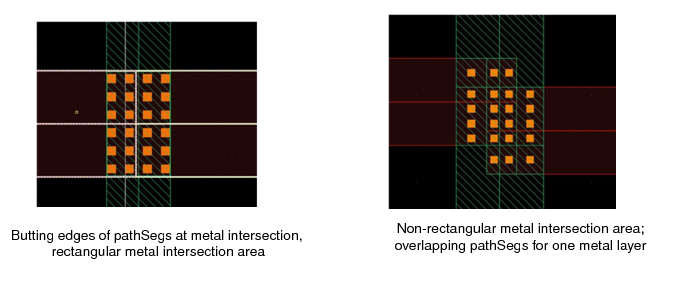 Butting edges of pathSegs at metal intersection,
rectangular metal intersection area
Non-rectangular metal intersection area;
overlapping pathSegs for one metal layer